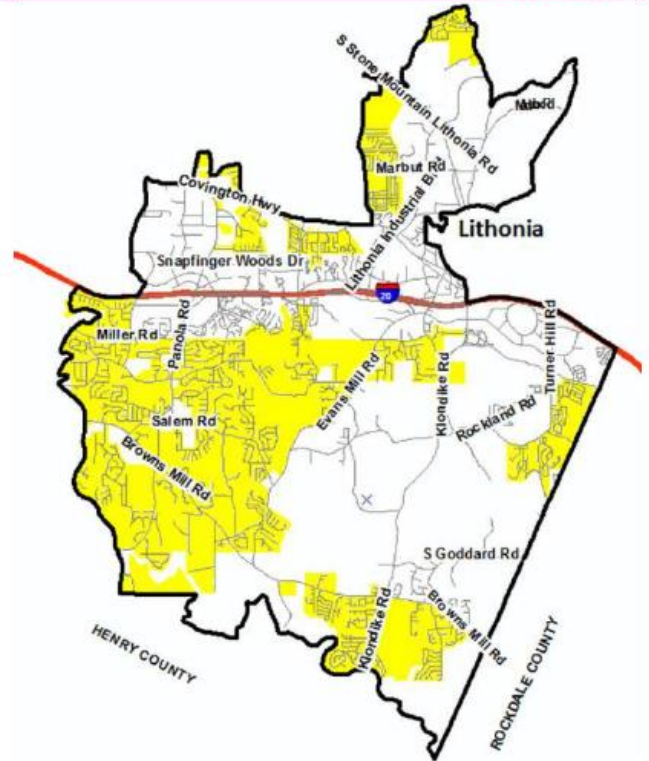 S Stone Mountain Lithonia Rd
Marbut Rd
Covington Hwy
Lithonia Industrial Bl
Lithonia
Snapfinger Woods Dr
20
Miller Rd
Panola Rd
Turner Hill Rd
Evans Mill Rd
Klondike Rd
Rockland Rd
Salem Rd
Browns Mill Rd
S Goddard Rd
Klondike Rd
Browns Mill Rd
HENRY COUNTY
ROCKDALE COUNTY